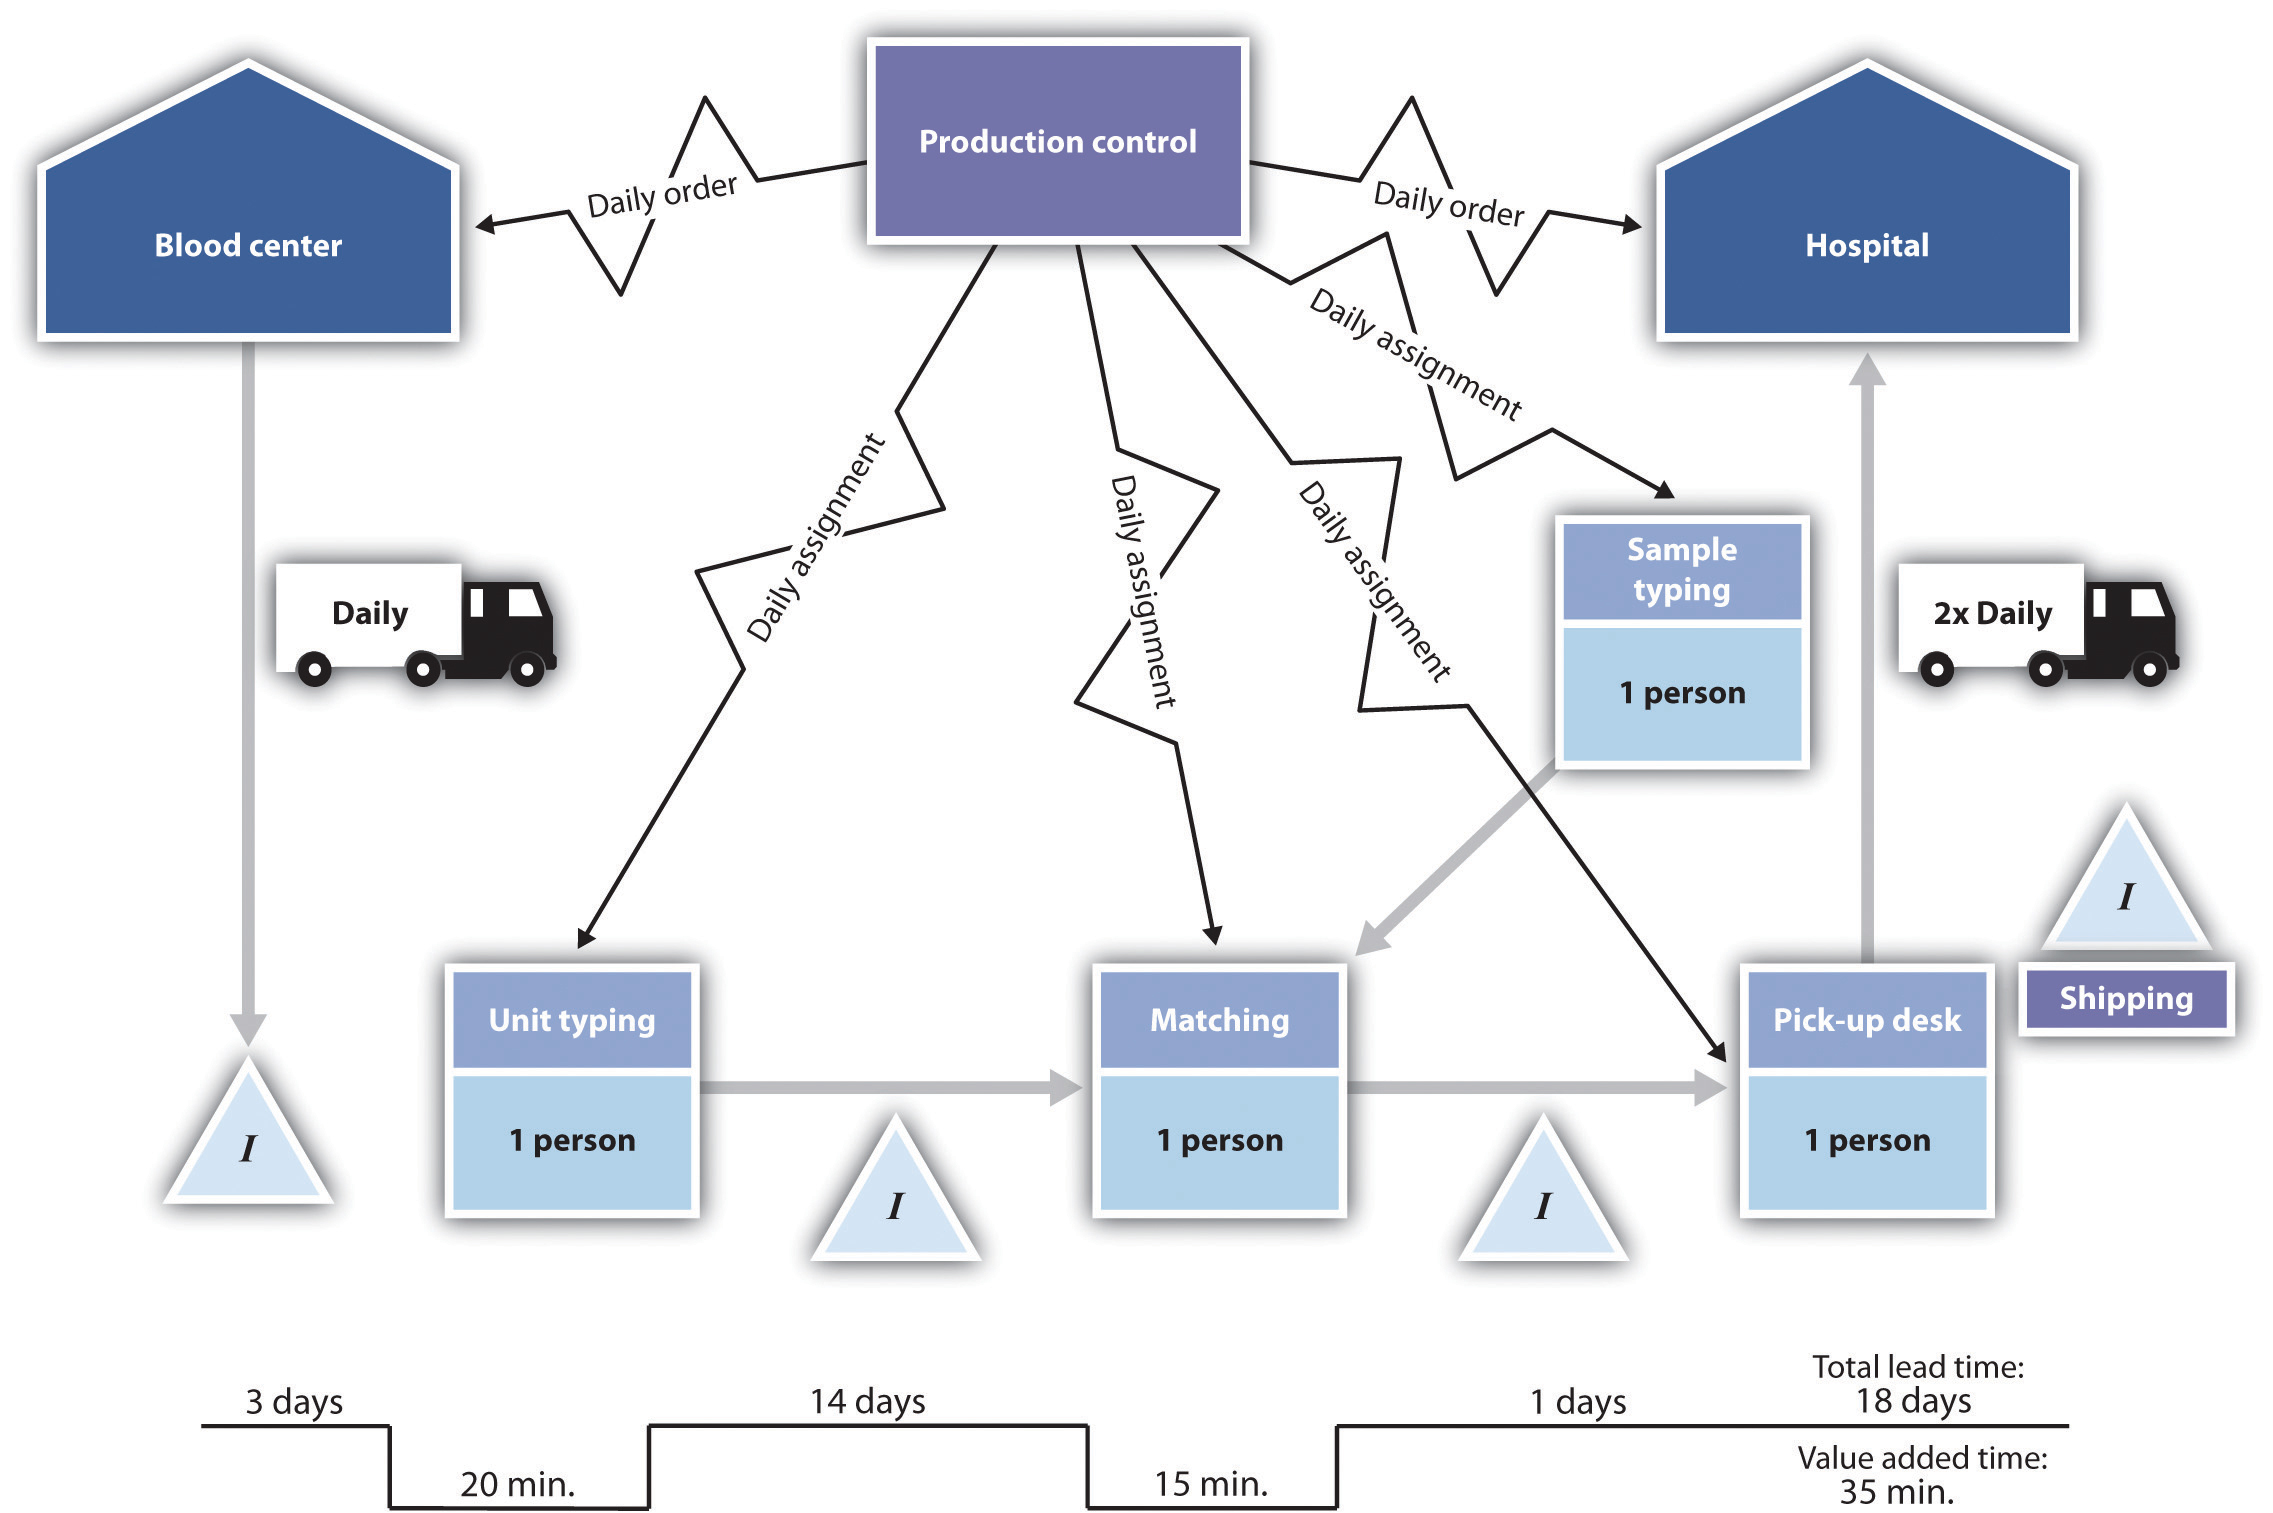 Production control
Blood center
Daily order
Daily order
Hospital
Daily assignment
Daily assignment
Daily assignment
Daily assignment
Daily
Sample
typing
1 person
2x Daily
I
Shipping
Unit typing
1 person
Matching
1 person
Pick-up desk
1 person
I
I
I
3 days
20 min.
14 days
15 min.
1 days
Total lead time:
18 days
Value added time:
35 min.